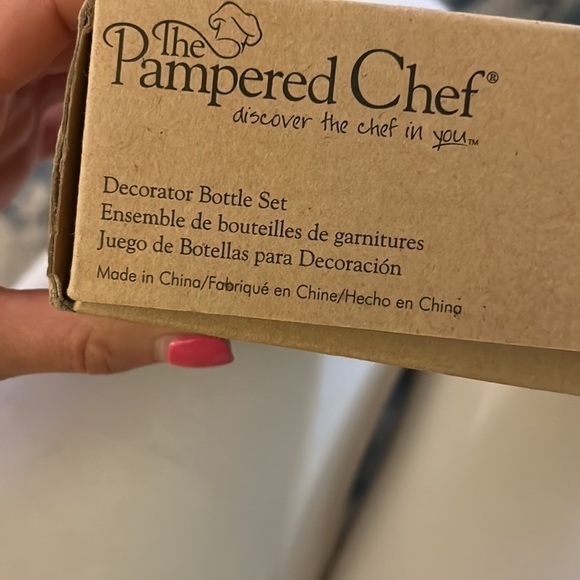 The
Pampered Chef®
discover the chef in you™
Decorator Bottle Set
Ensemble de bouteilles de garnitures
Juego de Botellas para Decoración
Made in China/Fabriqué en Chine/Hecho en China